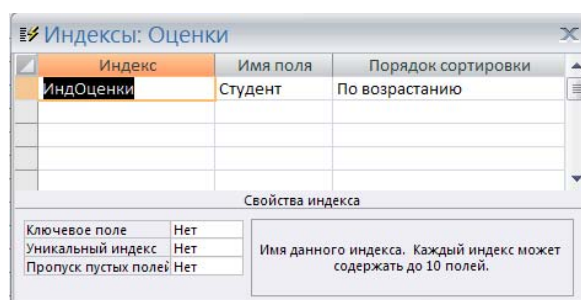 Индексы: Оценки
Индекс Имя поля Порядок сортировки
ИндОценки Студент По возрастанию
Свойства индекса
Ключевое поле Нет
Уникальный индекс Нет
Пропуск пустых полей Нет
Имя данного индекса. Каждый индекс может
содержать до 10 полей.